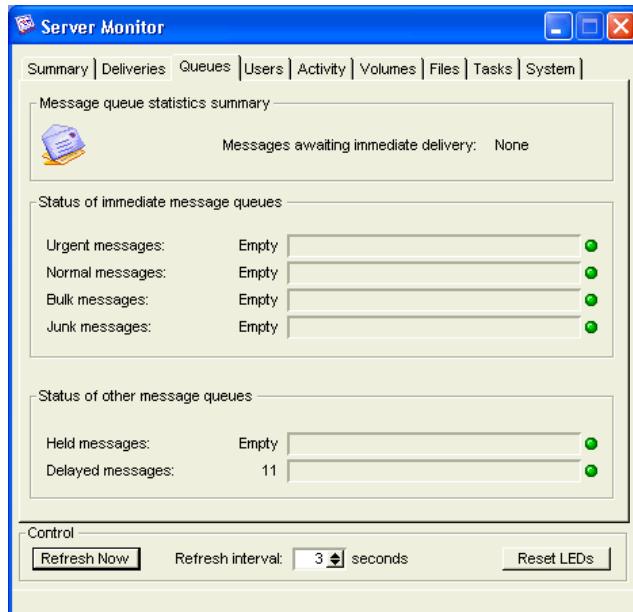 Server Monitor
Summary Deliveries Queues Users Activity Volumes Files Tasks System
Message queue statistics summary
Messages awaiting immediate delivery: None
Status of immediate message queues
Urgent messages: Empty
Normal messages: Empty
Bulk messages: Empty
Junk messages: Empty
Status of other message queues
Held messages: Empty
Delayed messages: 11
Control
Refresh Now Refresh interval: 3 seconds Reset LEDs